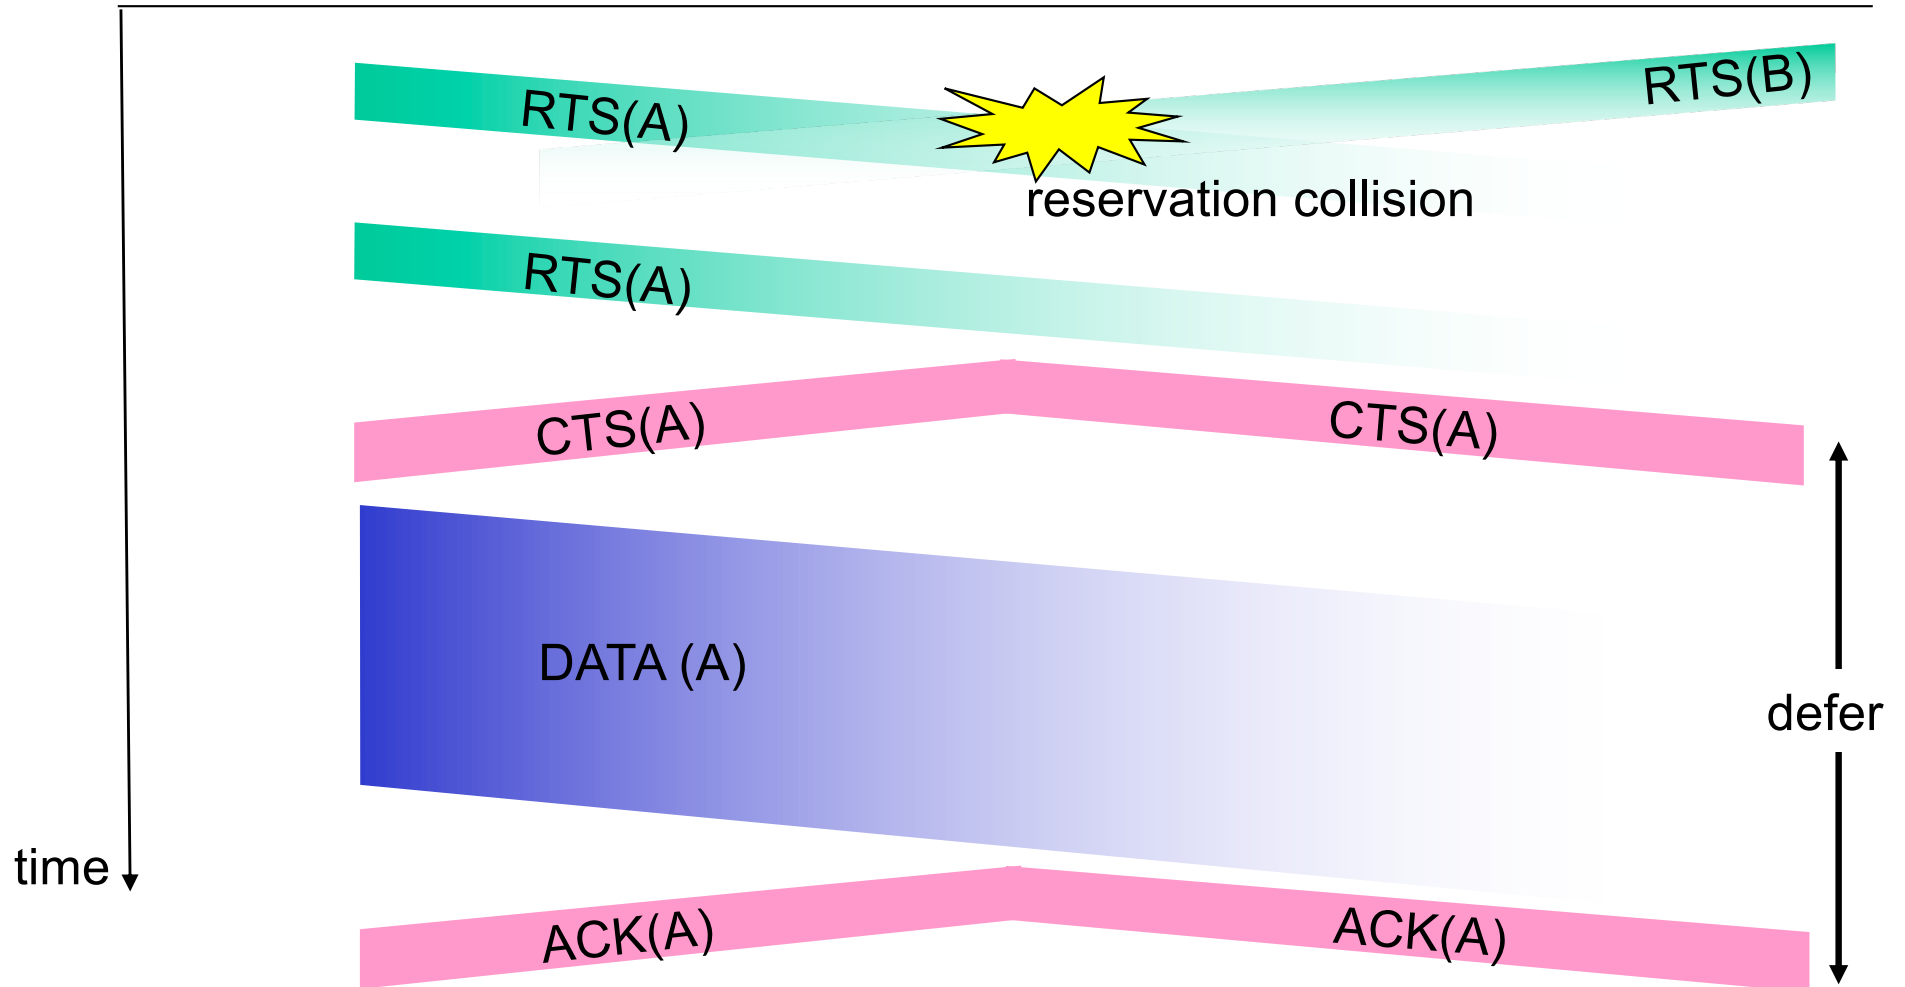 RTS(A)
RTS(B)
reservation collision
RTS(A)
CTS(A)
CTS(A)
DATA (A)
defer
time
ACK(A)
ACK(A)